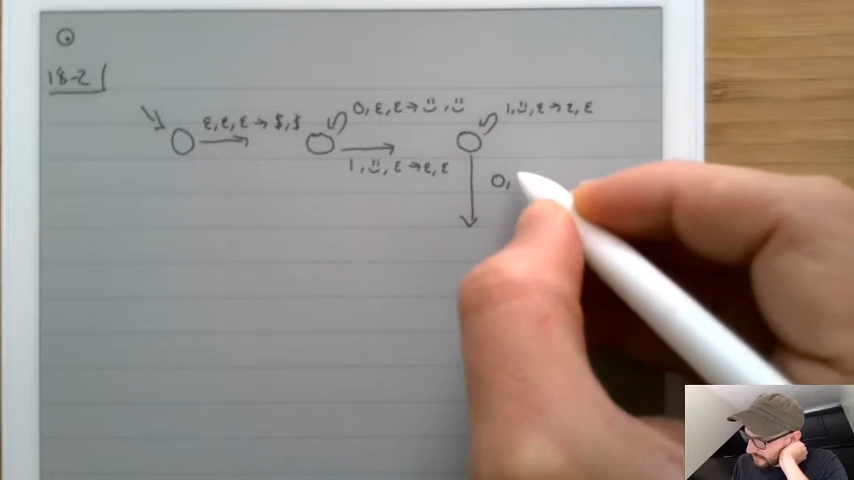 18-2
ε, ε, ε → $, $
0, ε, ε → :), :)
1, :), ε → ε, ε
1, :), ε → ε, ε
0,